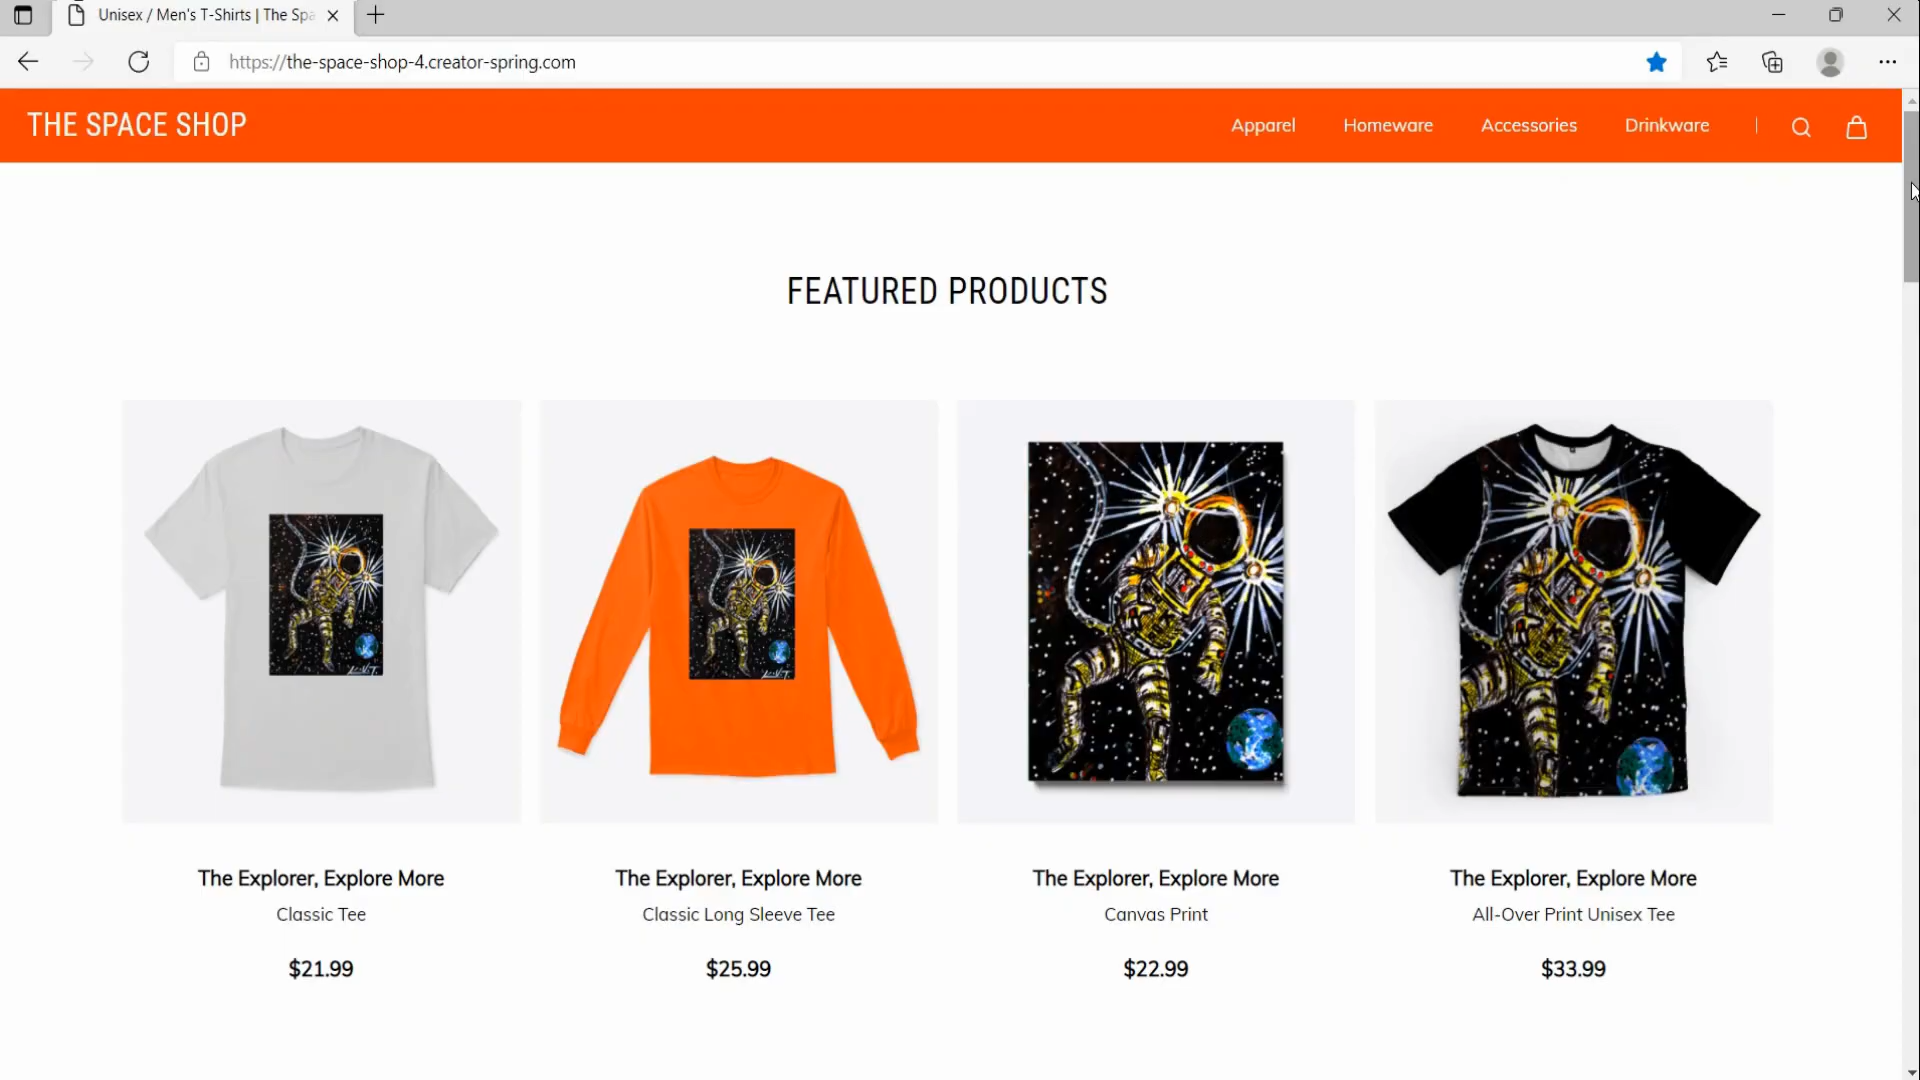 Unisex / Men's T-Shirts | The Spa
https://the-space-shop-4.creator-spring.com
THE SPACE SHOP
Apparel
Homeware
Accessories
Drinkware
FEATURED PRODUCTS
The Explorer, Explore More
Classic Tee
$21.99
The Explorer, Explore More
Classic Long Sleeve Tee
$25.99
The Explorer, Explore More
Canvas Print
$22.99
The Explorer, Explore More
All-Over Print Unisex Tee
$33.99